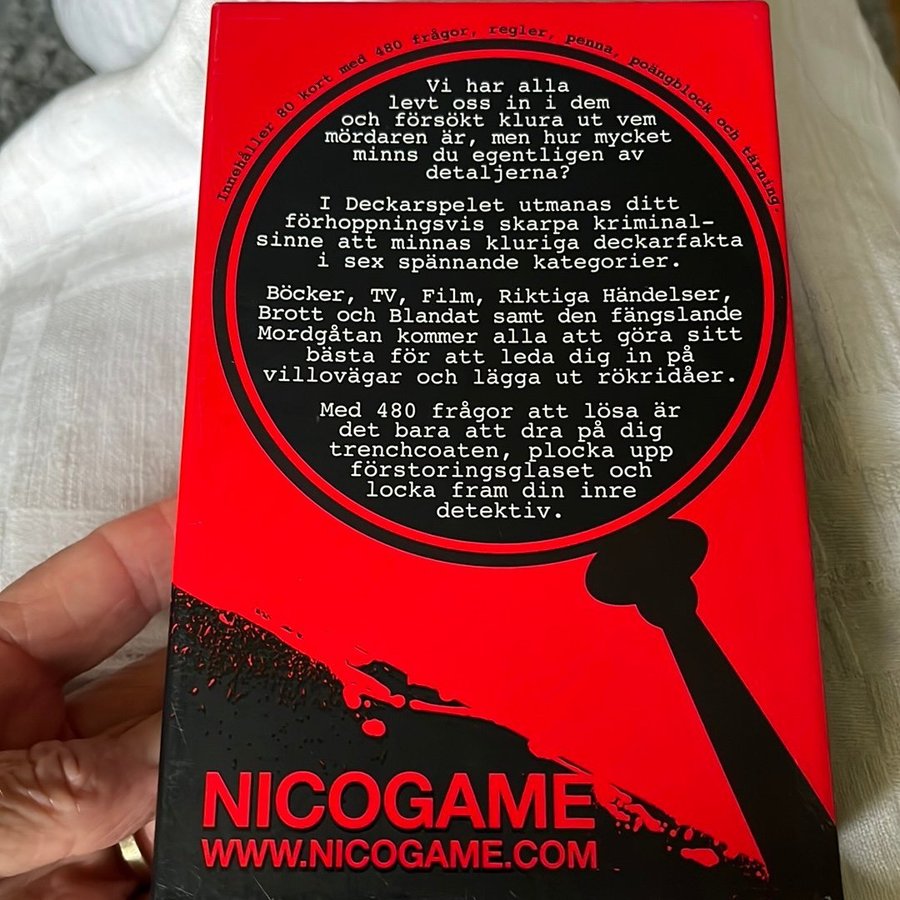 Innehåller 80 kort med 480 frågor, regler, penna, poängblock och tärning.
Vi har alla
levt oss in i dem
och försökt klura ut vem
mördaren är, men hur mycket
minns du egentligen av
detaljerna?
I Deckarspelet utmanas ditt
förhoppningsvis skarpa kriminal-
sinne att minnas kluriga deckarfakta
i sex spännande kategorier.
Böcker, TV, Film, Riktiga Händelser,
Brott och Blandat samt den fängslande
Mordgåtan kommer alla att göra sitt
bästa för att leda dig in på
villovägar och lägga ut rökridåer.
Med 480 frågor att lösa är
det bara att dra på dig
trenchcoaten, plocka upp
förstoringsglaset och
locka fram din inre
detektiv.
NICOGAME
WWW.NICOGAME.COM